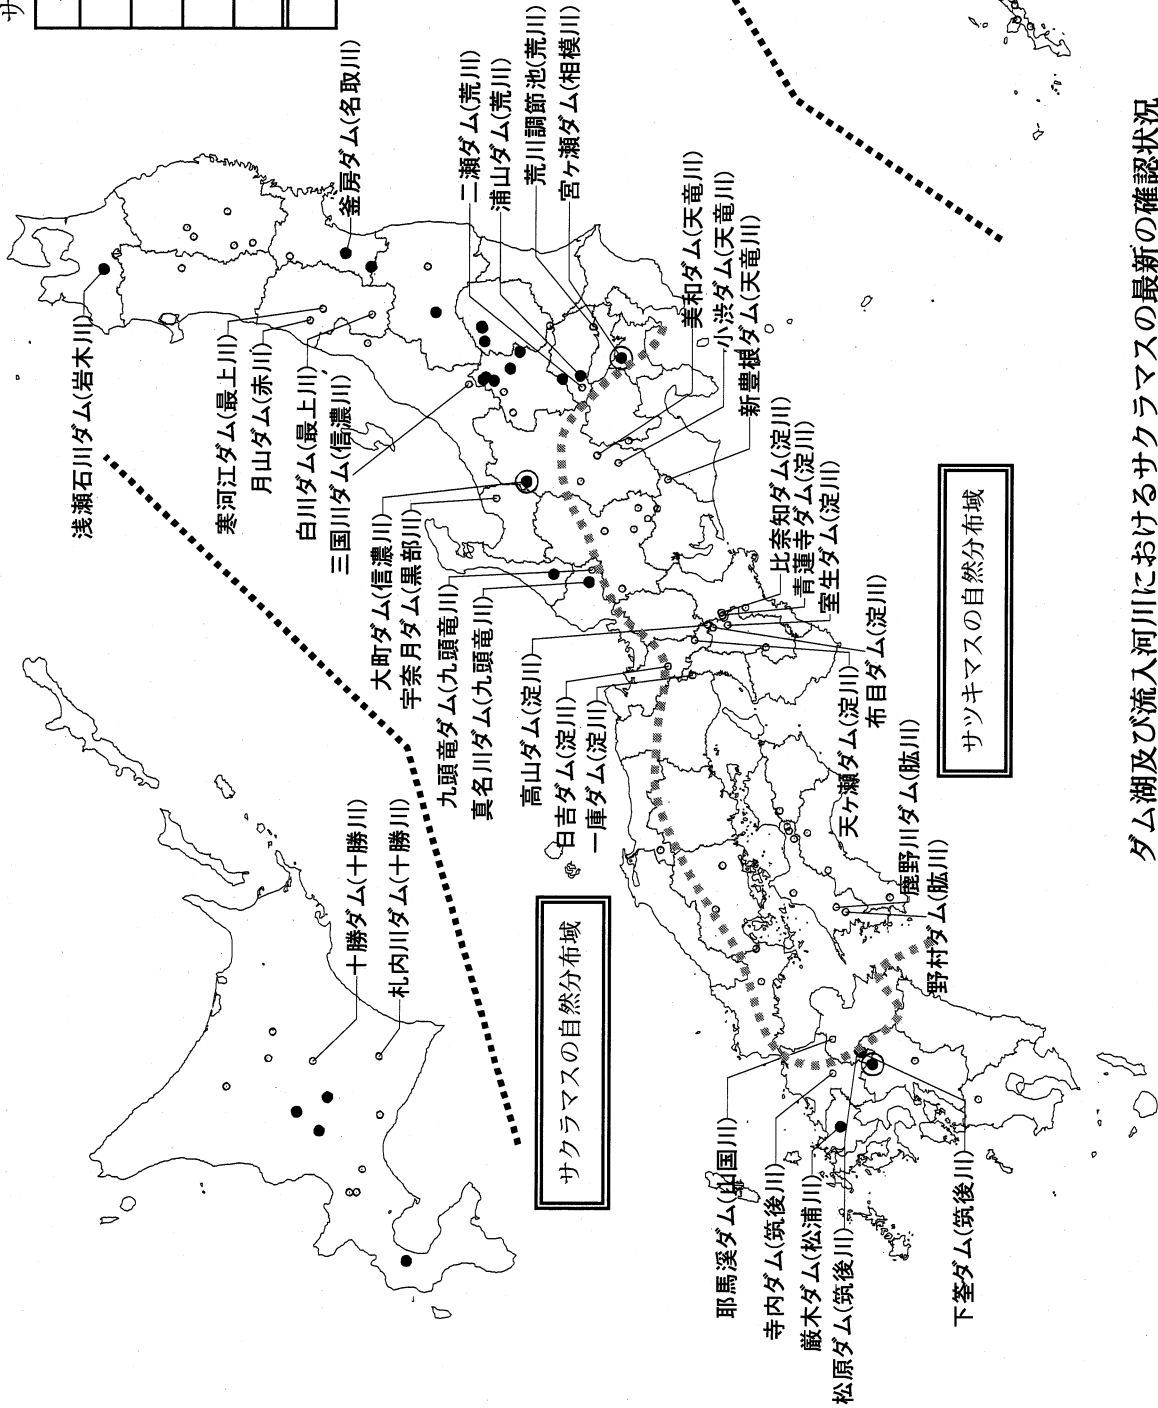 サ
釜房ダム(名取川)
二瀬ダム(荒川)
浦山ダム(荒川)
荒川調節池(荒川)
宮ヶ瀬ダム(相模川)
美和ダム(天竜川)
小渋ダム(天竜川)
新豊根ダム(天竜川)
浅瀬石川ダム(岩木川)
寒河江ダム(最上川)
月山ダム(赤川)
白川ダム(最上川)
三国川ダム(信濃川)
大町ダム(信濃川)
宇奈月ダム(黒部川)
九頭竜ダム(九頭竜川)
真名川ダム(九頭竜川)
高山ダム(淀川)
日吉ダム(淀川)
一庫ダム(淀川)
比奈知ダム(淀川)
青蓮寺ダム(淀川)
室生ダム(淀川)
布目ダム(淀川)
天ヶ瀬ダム(淀川)
鹿野川ダム(肱川)
野村ダム(肱川)
十勝ダム(十勝川)
札内川ダム(十勝川)
サクラマスの自然分布域
サツキマスの自然分布域
耶馬溪ダム(山国川)
寺内ダム(筑後川)
厳木ダム(松浦川)
松原ダム(筑後川)
下筌ダム(筑後川)
ダム湖及び流入河川におけるサクラマスの最新の確認状況